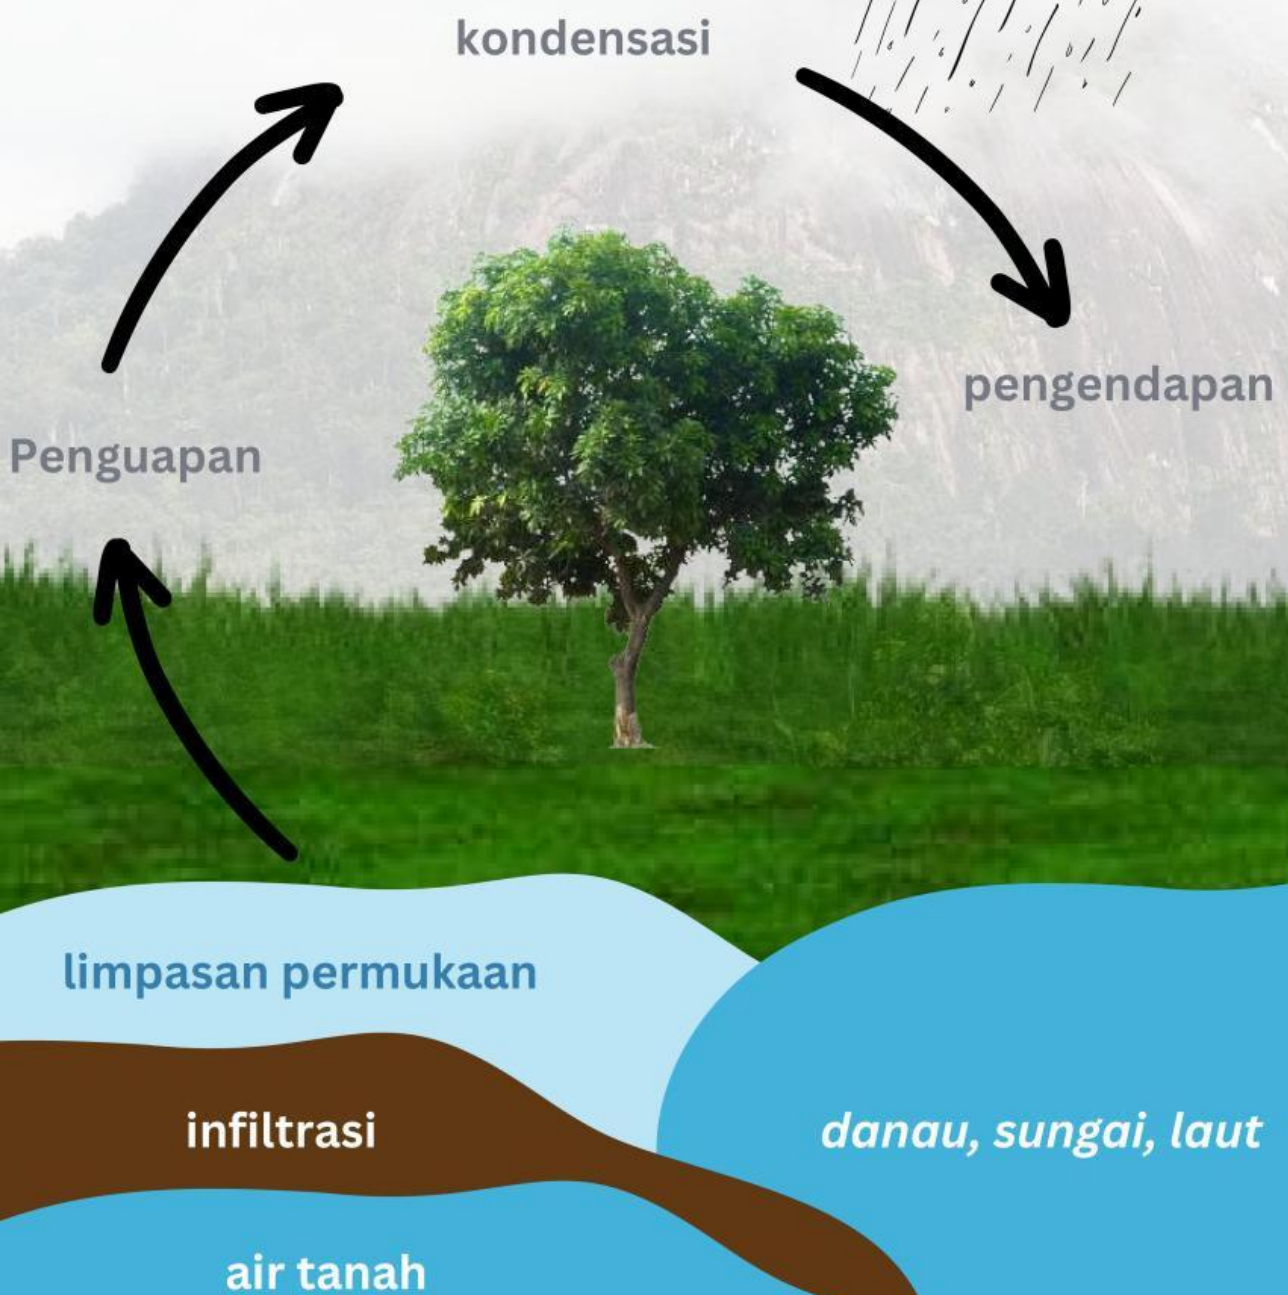 kondensasi
pengendapan
Penguapan
limpasan permukaan
infiltrasi
danau, sungai, laut
air tanah